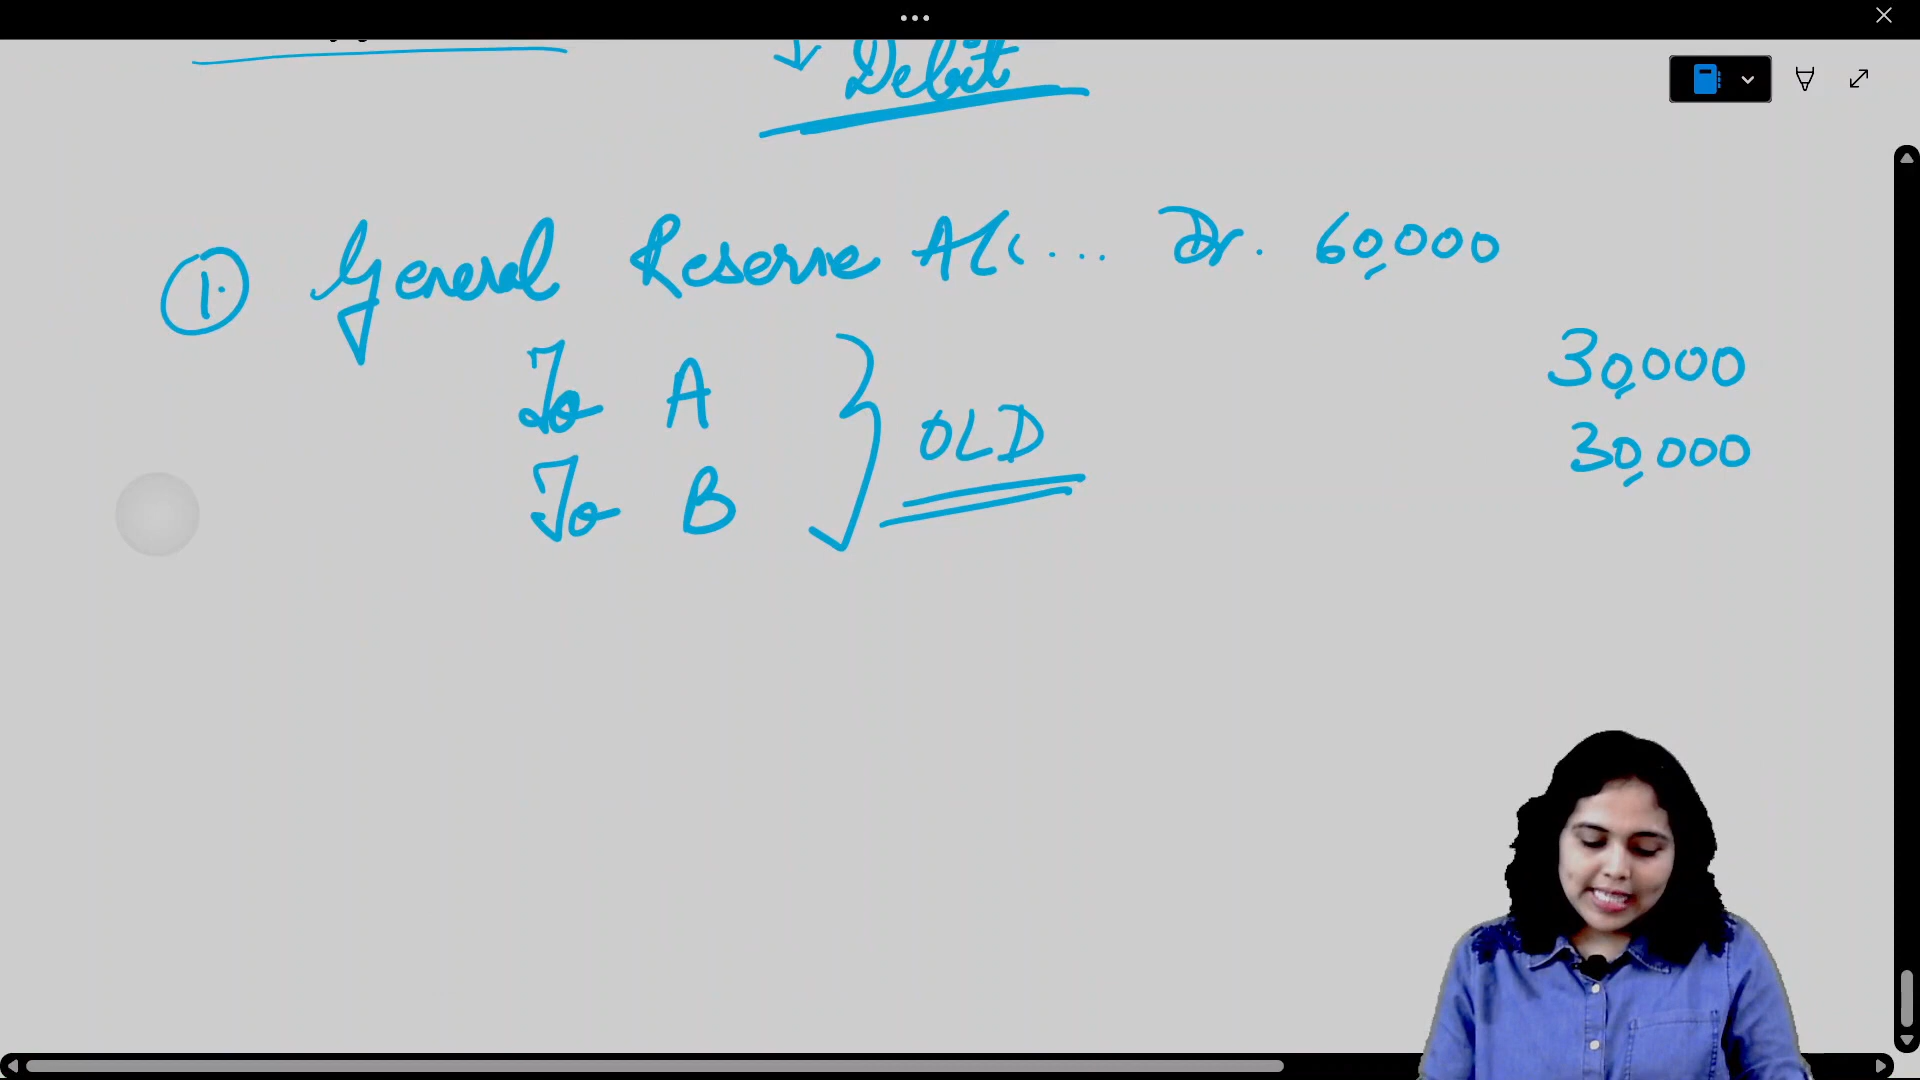 Debit
1. General Reserve A/c ... Dr. 60,000
To A 30,000
OLD
To B 30,000